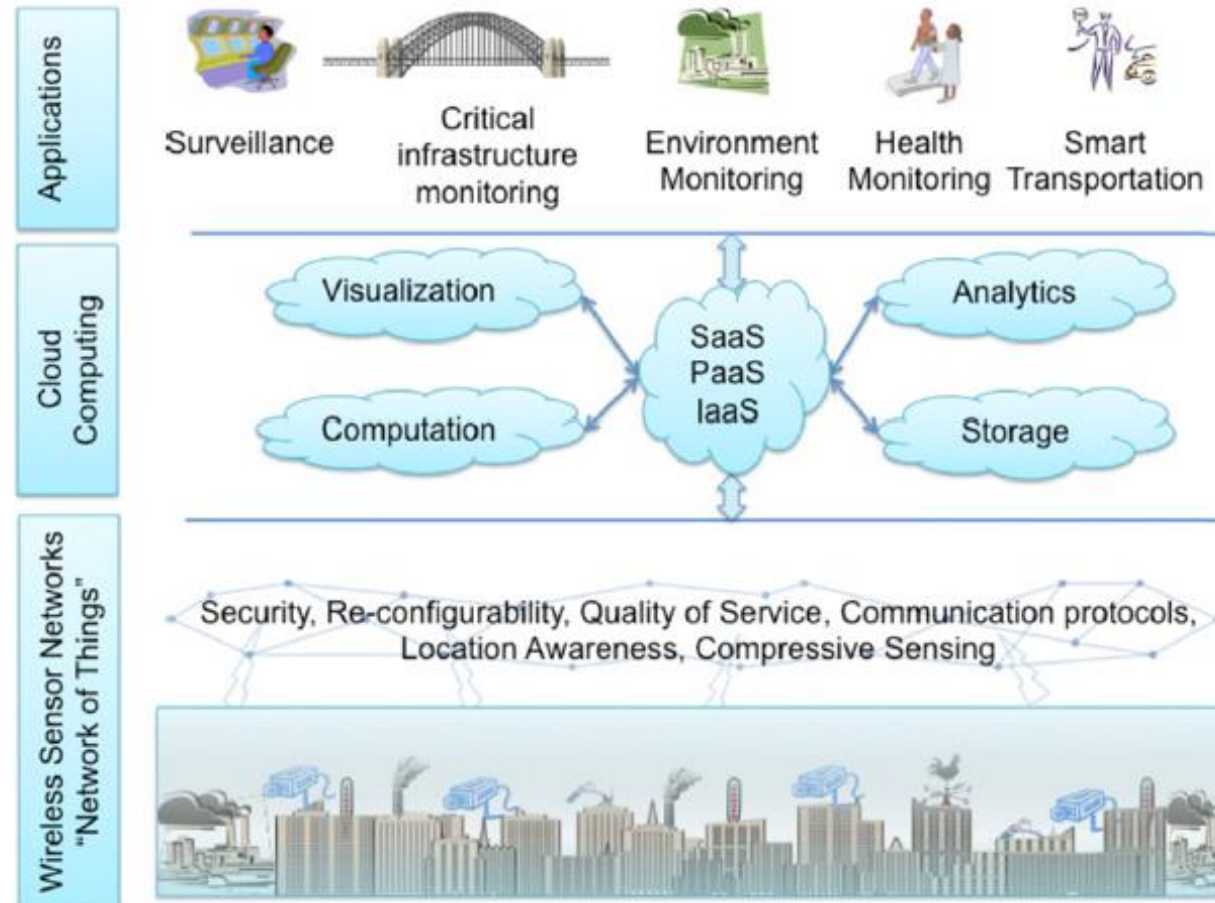 Applications
Surveillance
Critical
infrastructure
monitoring
Environment
Monitoring
Health
Monitoring
Smart
Transportation
Cloud
Computing
Visualization
Computation
SaaS
PaaS
IaaS
Analytics
Storage
Wireless Sensor Networks
“Network of Things”
Security, Re-configurability, Quality of Service, Communication protocols,
Location Awareness, Compressive Sensing